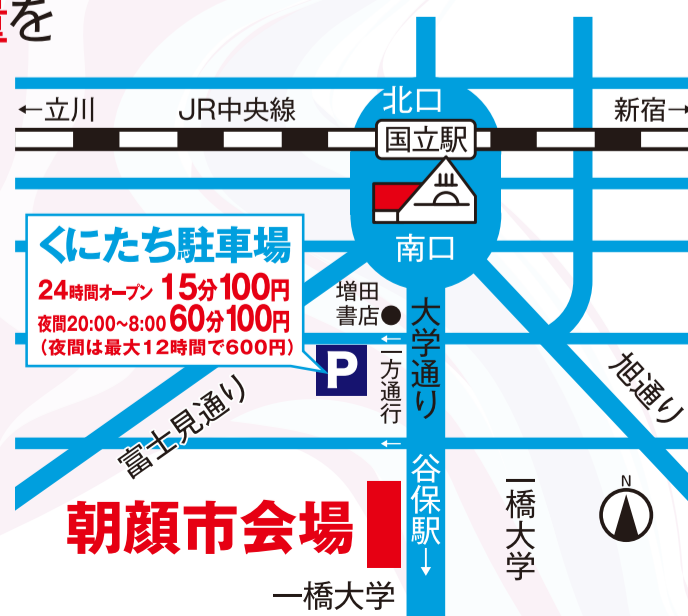 量を
北口
←立川
JR中央線
新宿→
国立駅
南口
くにたち駐車場
24時間オープン 15分100円
夜間20:00~8:00 60分100円
(夜間は最大12時間で600円)
増田
書店●
大学通り
←
P
一方通行
←
旭通り
富士見通り
谷保駅→
一橋大学
N
朝顔市会場
一橋大学